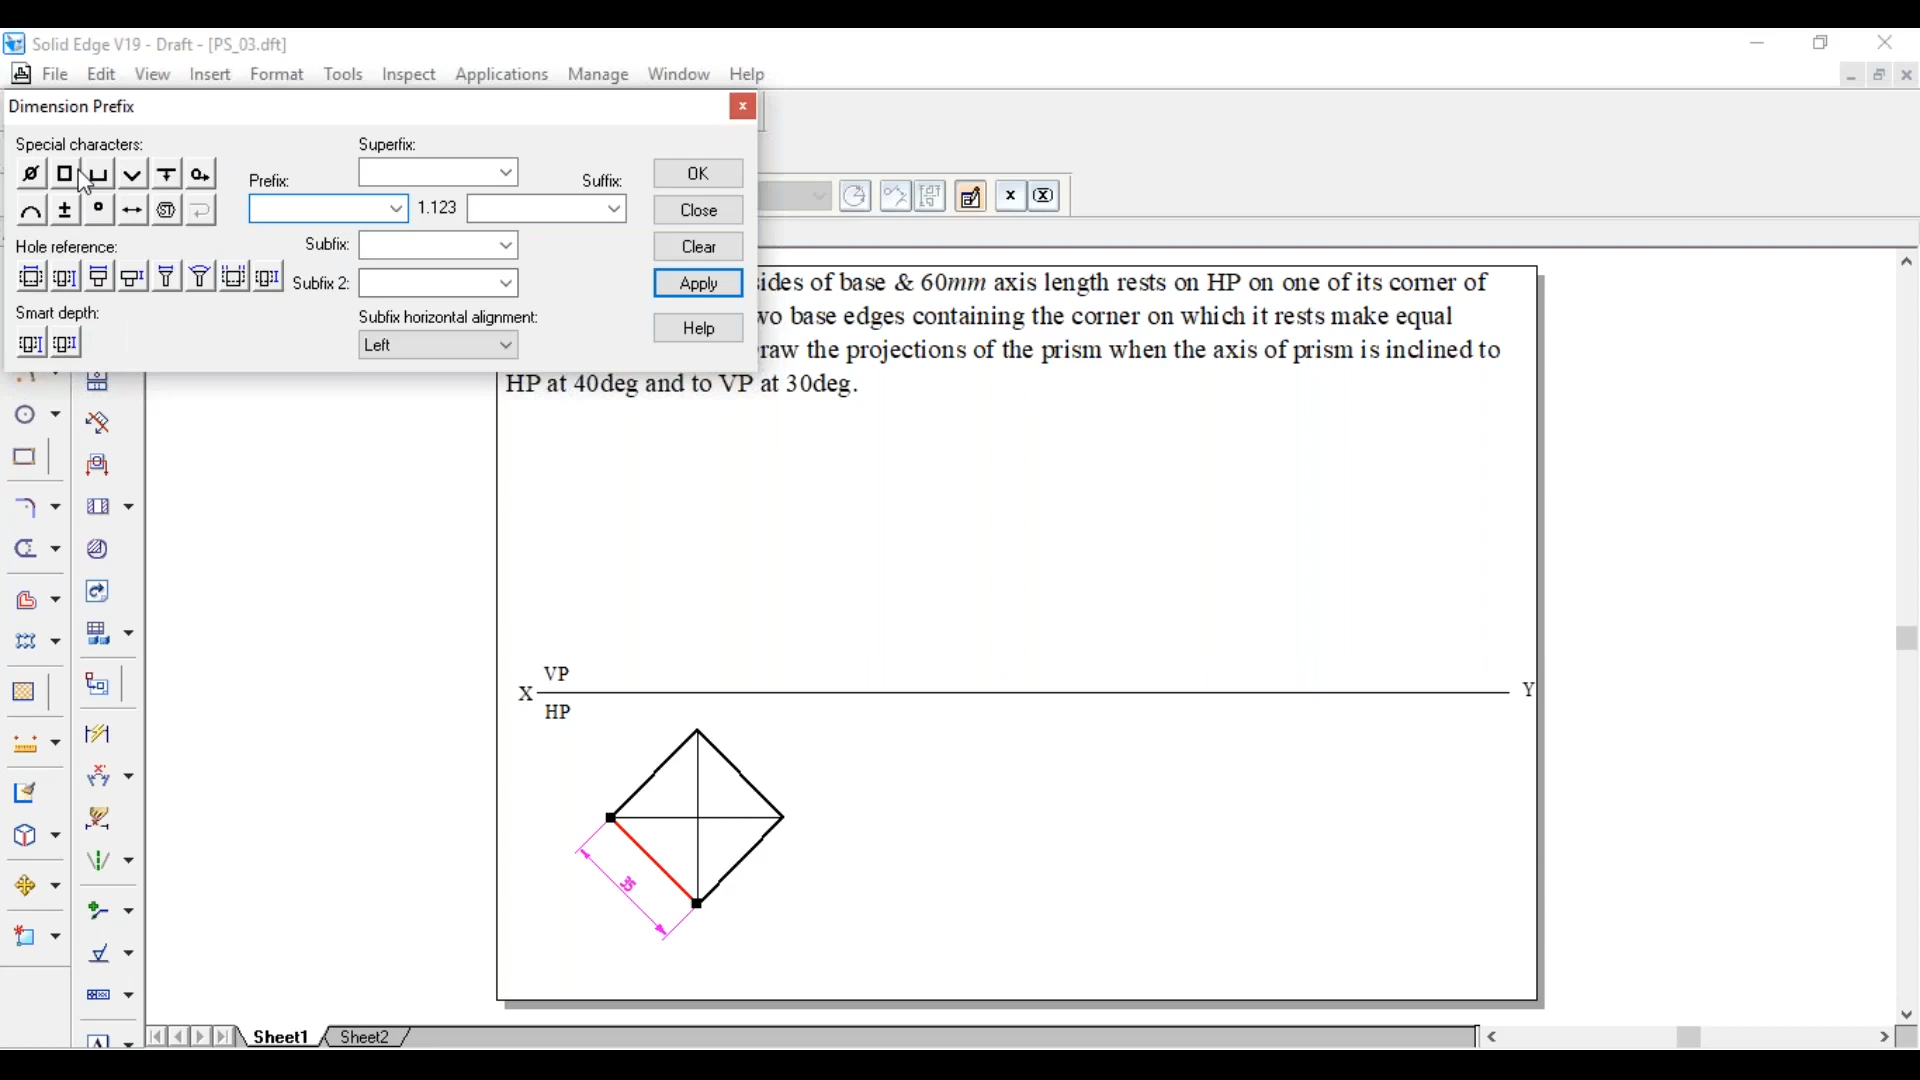 Solid Edge V19 - Draft - [PS_03.dft]
File Edit View Insert Format Tools Inspect Applications Manage Window Help
Dimension Prefix
Special characters:
Superfix:
Prefix:
1.123
Suffix:
OK
Close
Hole reference:
Subfix:
Clear
Subfix 2:
Apply
Smart depth:
Subfix horizontal alignment:
Left
Help
ides of base & 60mm axis length rests on HP on one of its corner of
wo base edges containing the corner on which it rests make equal
raw the projections of the prism when the axis of prism is inclined to
HP at 40deg and to VP at 30deg.
VP
X
Y
HP
35
Sheet1 Sheet2